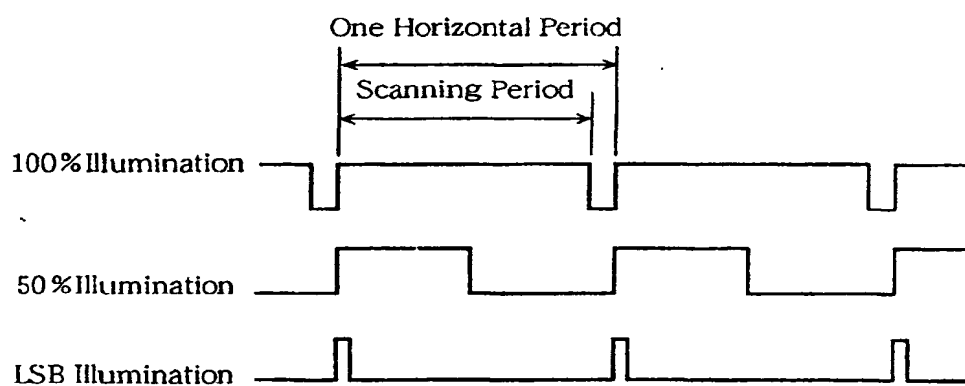 One Horizontal Period
Scanning Period
100% Illumination
50% Illumination
LSB Illumination